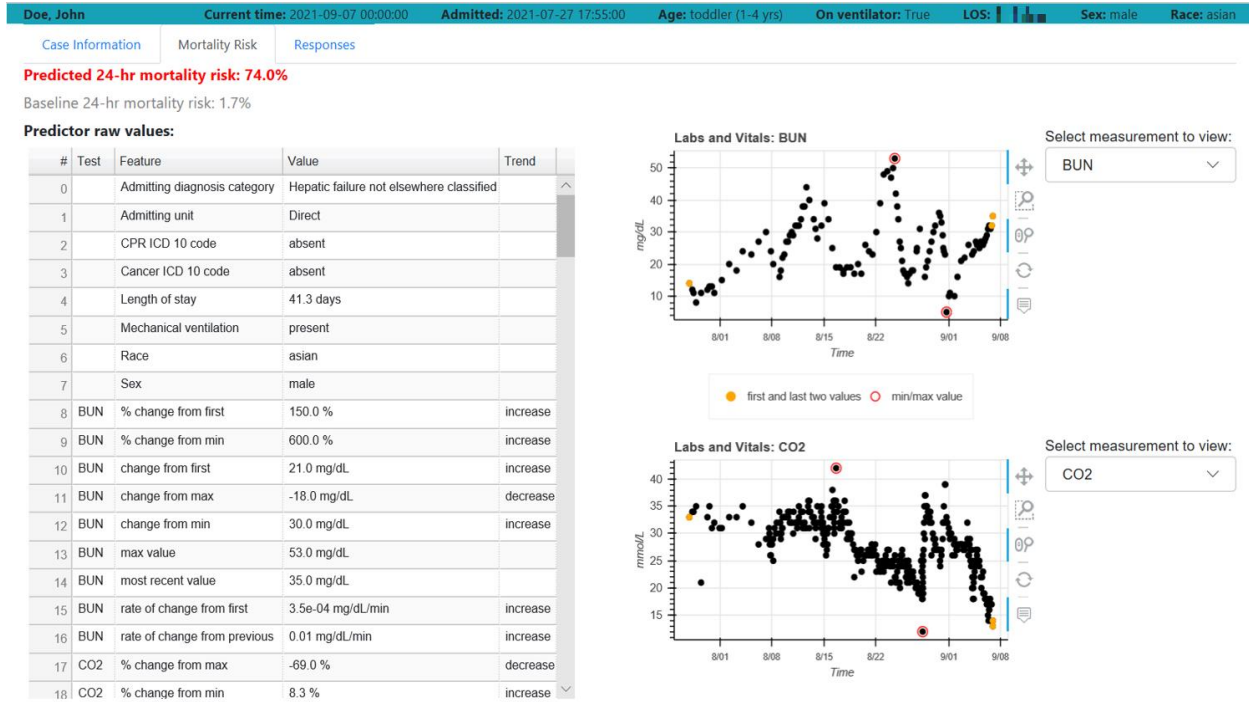 Doe, John Current time: 2021-09-07 00:00:00 Admitted: 2021-07-27 17:55:00 Age: toddler (1-4 yrs) On ventilator: True LOS: Sex: male Race: asian
Case Information Mortality Risk Responses
Predicted 24-hr mortality risk: 74.0%
Baseline 24-hr mortality risk: 1.7%
Predictor raw values:
# Test Feature Value Trend
0 Admitting diagnosis category Hepatic failure not elsewhere classified
1 Admitting unit Direct
2 CPR ICD 10 code absent
3 Cancer ICD 10 code absent
4 Length of stay 41.3 days
5 Mechanical ventilation present
6 Race asian
7 Sex male
8 BUN % change from first 150.0 % increase
9 BUN % change from min 600.0 % increase
10 BUN change from first 21.0 mg/dL increase
11 BUN change from max -18.0 mg/dL decrease
12 BUN change from min 30.0 mg/dL increase
13 BUN max value 53.0 mg/dL
14 BUN most recent value 35.0 mg/dL
15 BUN rate of change from first 3.5e-04 mg/dL/min increase
16 BUN rate of change from previous 0.01 mg/dL/min increase
17 CO2 % change from max -69.0 % decrease
18 CO2 % change from min 8.3 % increase
Labs and Vitals: BUN
Select measurement to view:
BUN
50
40
30
20
10
mg/dL
8/01 8/08 8/15 8/22 9/01 9/08
Time
first and last two values min/max value
Labs and Vitals: CO2
Select measurement to view:
CO2
40
35
30
25
20
15
mmol/L
8/01 8/08 8/15 8/22 9/01 9/08
Time